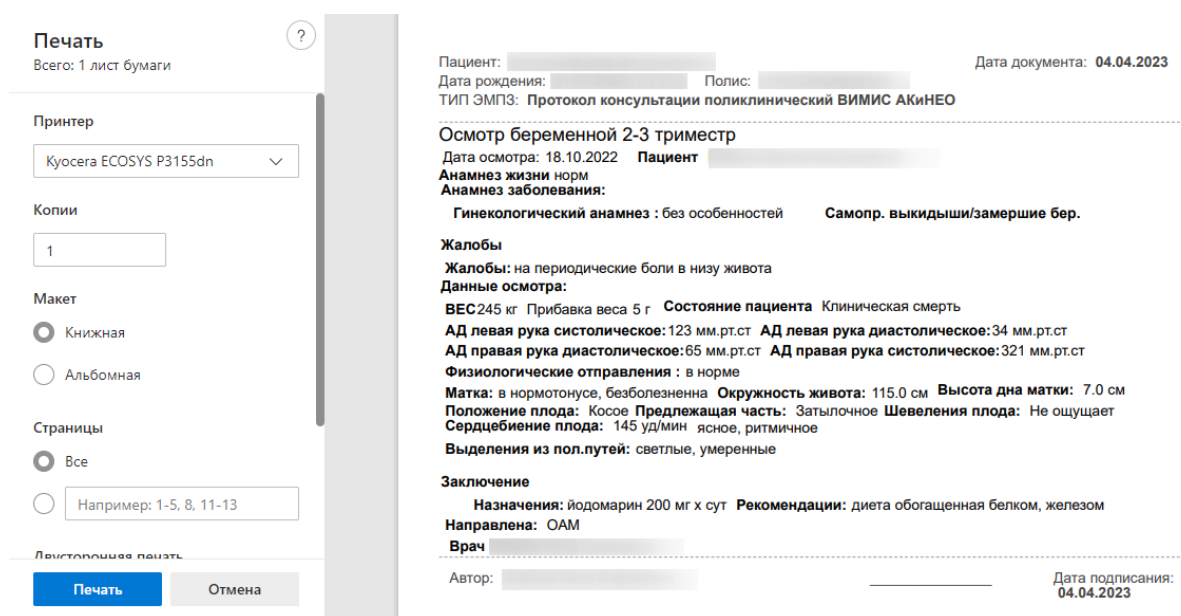 Печать
?
Всего: 1 лист бумаги
Принтер
Kyocera ECOSYS P3155dn
Копии
1
Макет
Книжная
Альбомная
Страницы
Все
Например: 1-5, 8, 11-13
Двусторонняя печать
Печать Отмена
Пациент: Дата документа: 04.04.2023
Дата рождения: Полис:
ТИП ЭМПЗ: Протокол консультации поликлинический ВИМИС АКиНЕО
Осмотр беременной 2-3 триместр
Дата осмотра: 18.10.2022 Пациент
Анамнез жизни норм
Анамнез заболевания:
Гинекологический анамнез : без особенностей Самопр. выкидыши/замершие бер.
Жалобы
Жалобы: на периодические боли в низу живота
Данные осмотра:
ВЕС245 кг Прибавка веса 5 г Состояние пациента Клиническая смерть
АД левая рука систолическое:123 мм.рт.ст АД левая рука диастолическое:34 мм.рт.ст
АД правая рука диастолическое:65 мм.рт.ст АД правая рука систолическое:321 мм.рт.ст
Физиологические отправления : в норме
Матка: в нормотонусе, безболезненна Окружность живота: 115.0 см Высота дна матки: 7.0 см
Положение плода: Косое Предлежащая часть: Затылочное Шевеления плода: Не ощущает
Сердцебиение плода: 145 уд/мин ясное, ритмичное
Выделения из пол.путей: светлые, умеренные
Заключение
Назначения: йодомарин 200 мг х сут Рекомендации: диета обогащенная белком, железом
Направлена: ОАМ
Врач
Автор: Дата подписания:
04.04.2023